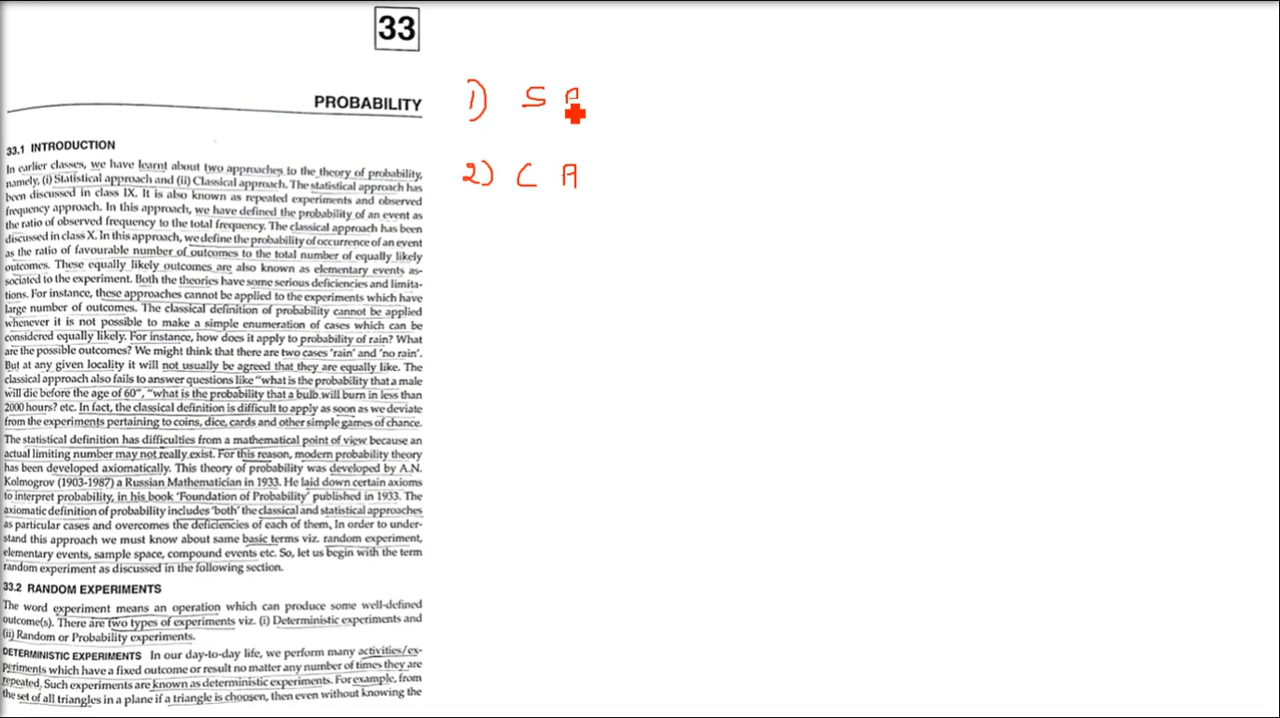 33
PROBABILITY
33.1 INTRODUCTION
In earlier classes, we have learnt about two approaches to the theory of probability,
namely, (i) Statistical approach and (ii) Classical approach. The statistical approach has
been discussed in class IX. It is also known as repeated experiments and observed
frequency approach. In this approach, we have defined the probability of an event as
the ratio of observed frequency to the total frequency. The classical approach has been
discussed in class X. In this approach, we define the probability of occurrence of an event
as the ratio of favourable number of outcomes to the total number of equally likely
outcomes. These equally likely outcomes are also known as elementary events as-
sociated to the experiment. Both the theories have some serious deficiencies and limita-
tions. For instance, these approaches cannot be applied to the experiments which have
large number of outcomes. The classical definition of probability cannot be applied
whenever it is not possible to make a simple enumeration of cases which can be
considered equally likely. For instance, how does it apply to probability of rain? What
are the possible outcomes? We might think that there are two cases 'rain' and 'no rain'.
But at any given locality it will not usually be agreed that they are equally like. The
classical approach also fails to answer questions like "what is the probability that a male
will die before the age of 60", "what is the probability that a bulb will burn in less than
2000 hours? etc. In fact, the classical definition is difficult to apply as soon as we deviate
from the experiments pertaining to coins, dice, cards and other simple games of chance.
The statistical definition has difficulties from a mathematical point of view because an
actual limiting number may not really exist. For this reason, modern probability theory
has been developed axiomatically. This theory of probability was developed by A.N.
Kolmogrov (1903-1987) a Russian Mathematician in 1933. He laid down certain axioms
to interpret probability, in his book 'Foundation of Probability' published in 1933. The
axiomatic definition of probability includes 'both' the classical and statistical approaches
as particular cases and overcomes the deficiencies of each of them, In order to under-
stand this approach we must know about same basic terms viz. random experiment,
elementary events, sample space, compound events etc. So, let us begin with the term
random experiment as discussed in the following section.
33.2 RANDOM EXPERIMENTS
The word experiment means an operation which can produce some well-defined
outcome(s). There are two types of experiments viz. (i) Deterministic experiments and
(ii) Random or Probability experiments.
DETERMINISTIC EXPERIMENTS In our day-to-day life, we perform many activities/ex-
periments which have a fixed outcome or result no matter any number of times they are
repeated, Such experiments are known as deterministic experiments. For example, from
the set of all triangles in a plane if a triangle is choosen, then even without knowing the
1) S A
2) C A